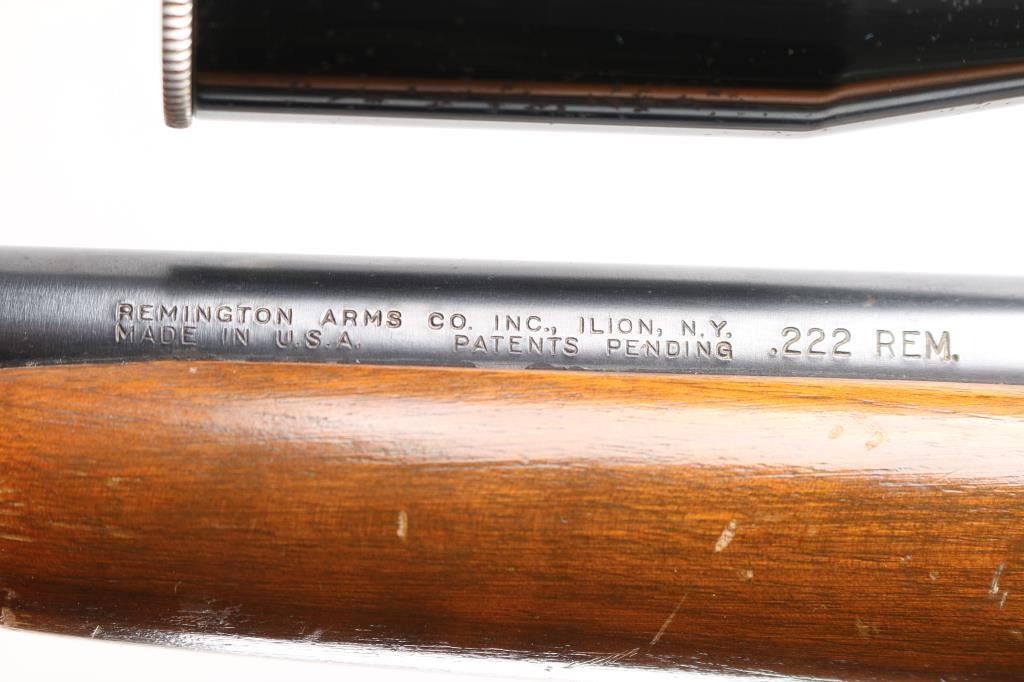 REMINGTON ARMS CO. INC., ILION, N.Y.
MADE IN U.S.A. PATENTS PENDING .222 REM.